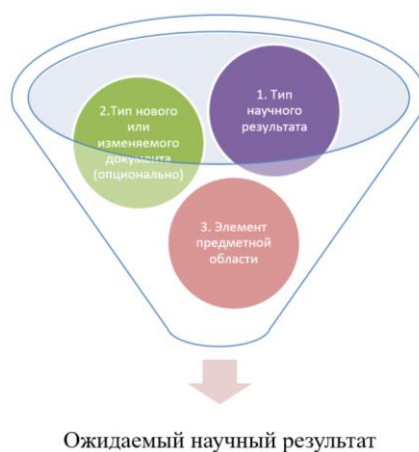 1. Тип
научного
результата
2.Тип нового
или
изменяемого
документа
(опционально)
3. Элемент
предметной
области
Ожидаемый научный результат